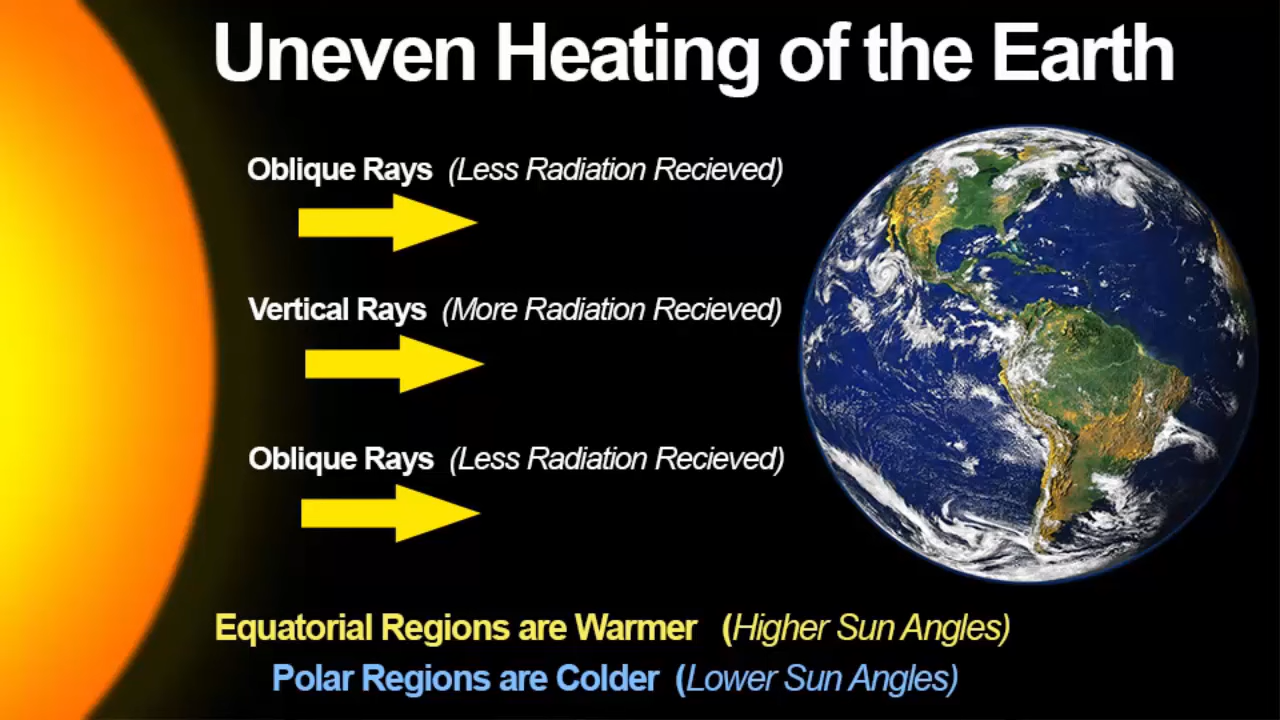 Uneven Heating of the Earth
Oblique Rays (Less Radiation Recieved)
Vertical Rays (More Radiation Recieved)
Oblique Rays (Less Radiation Recieved)
Equatorial Regions are Warmer (Higher Sun Angles)
Polar Regions are Colder (Lower Sun Angles)